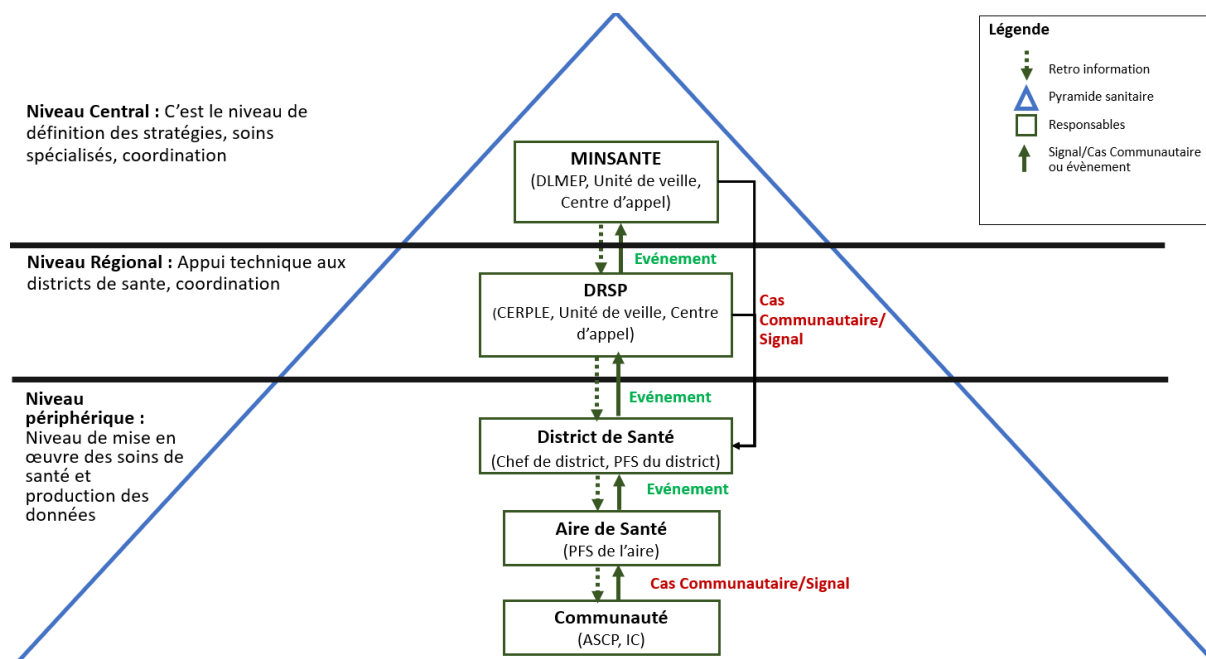 Légende
Retro information
Pyramide sanitaire
Responsables
Signal/Cas Communautaire
ou évènement
Niveau Central : C’est le niveau de
définition des stratégies, soins
spécialisés, coordination
MINSANTE
(DLMEP, Unité de veille,
Centre d’appel)
Evénement
Niveau Régional : Appui technique aux
districts de sante, coordination
DRSP
(CERPLE, Unité de veille, Centre
d’appel)
Cas
Communautaire/
Signal
Evénement
Niveau
périphérique :
Niveau de mise en
œuvre des soins de
santé et
production des
données
District de Santé
(Chef de district, PFS du district)
Evénement
Aire de Santé
(PFS de l’aire)
Cas Communautaire/Signal
Communauté
(ASCP, IC)